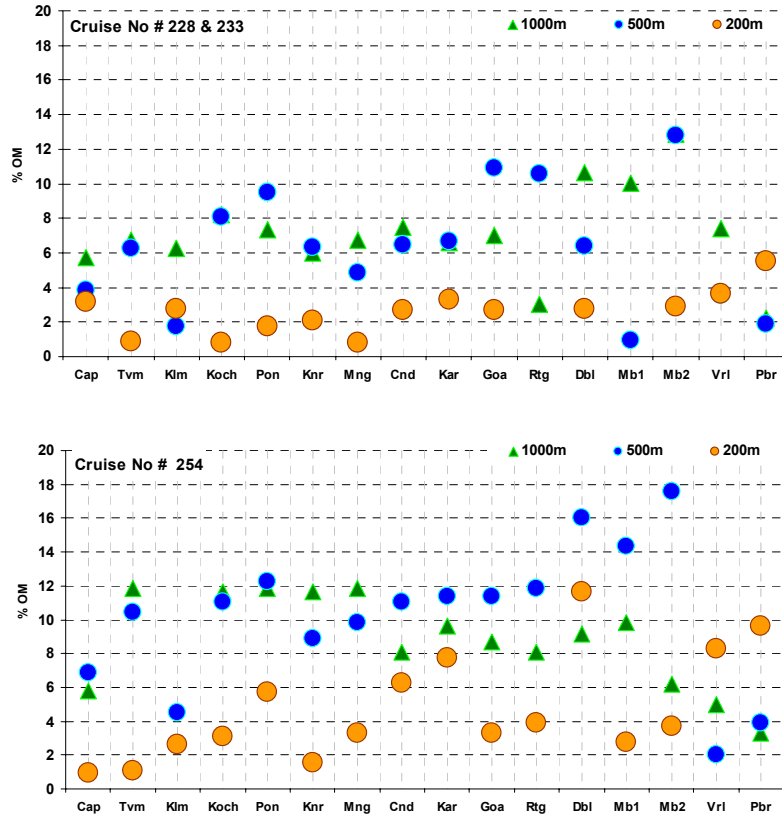 Cruise No # 228 & 233
1000m 500m 200m
20
18
16
14
12
10
8
6
4
2
0
% OM
Cap Tvm Klm Koch Pon Knr Mng Cnd Kar Goa Rtg Dbl Mb1 Mb2 Vrl Pbr
Cruise No # 254
1000m 500m 200m
20
18
16
14
12
10
8
6
4
2
0
% OM
Cap Tvm Klm Koch Pon Knr Mng Cnd Kar Goa Rtg Dbl Mb1 Mb2 Vrl Pbr